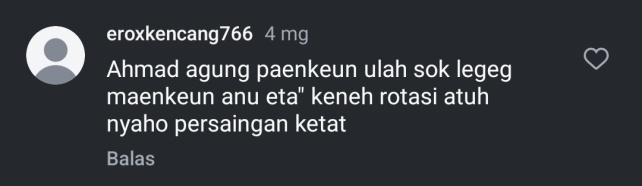 eroxkencang766 4 mg
Ahmad agung paenkeun ulah sok legeg
maenkeun anu eta" keneh rotasi atuh
nyaho persaingan ketat
Balas